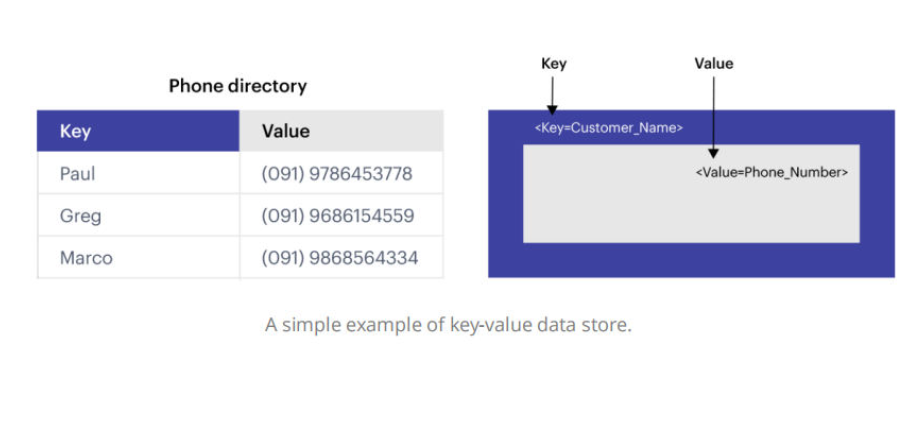 Phone directory
Key Value
Paul (091) 9786453778
Greg (091) 9686154559
Marco (091) 9868564334
Key Value
<Key=Customer_Name>
<Value=Phone_Number>
A simple example of key-value data store.